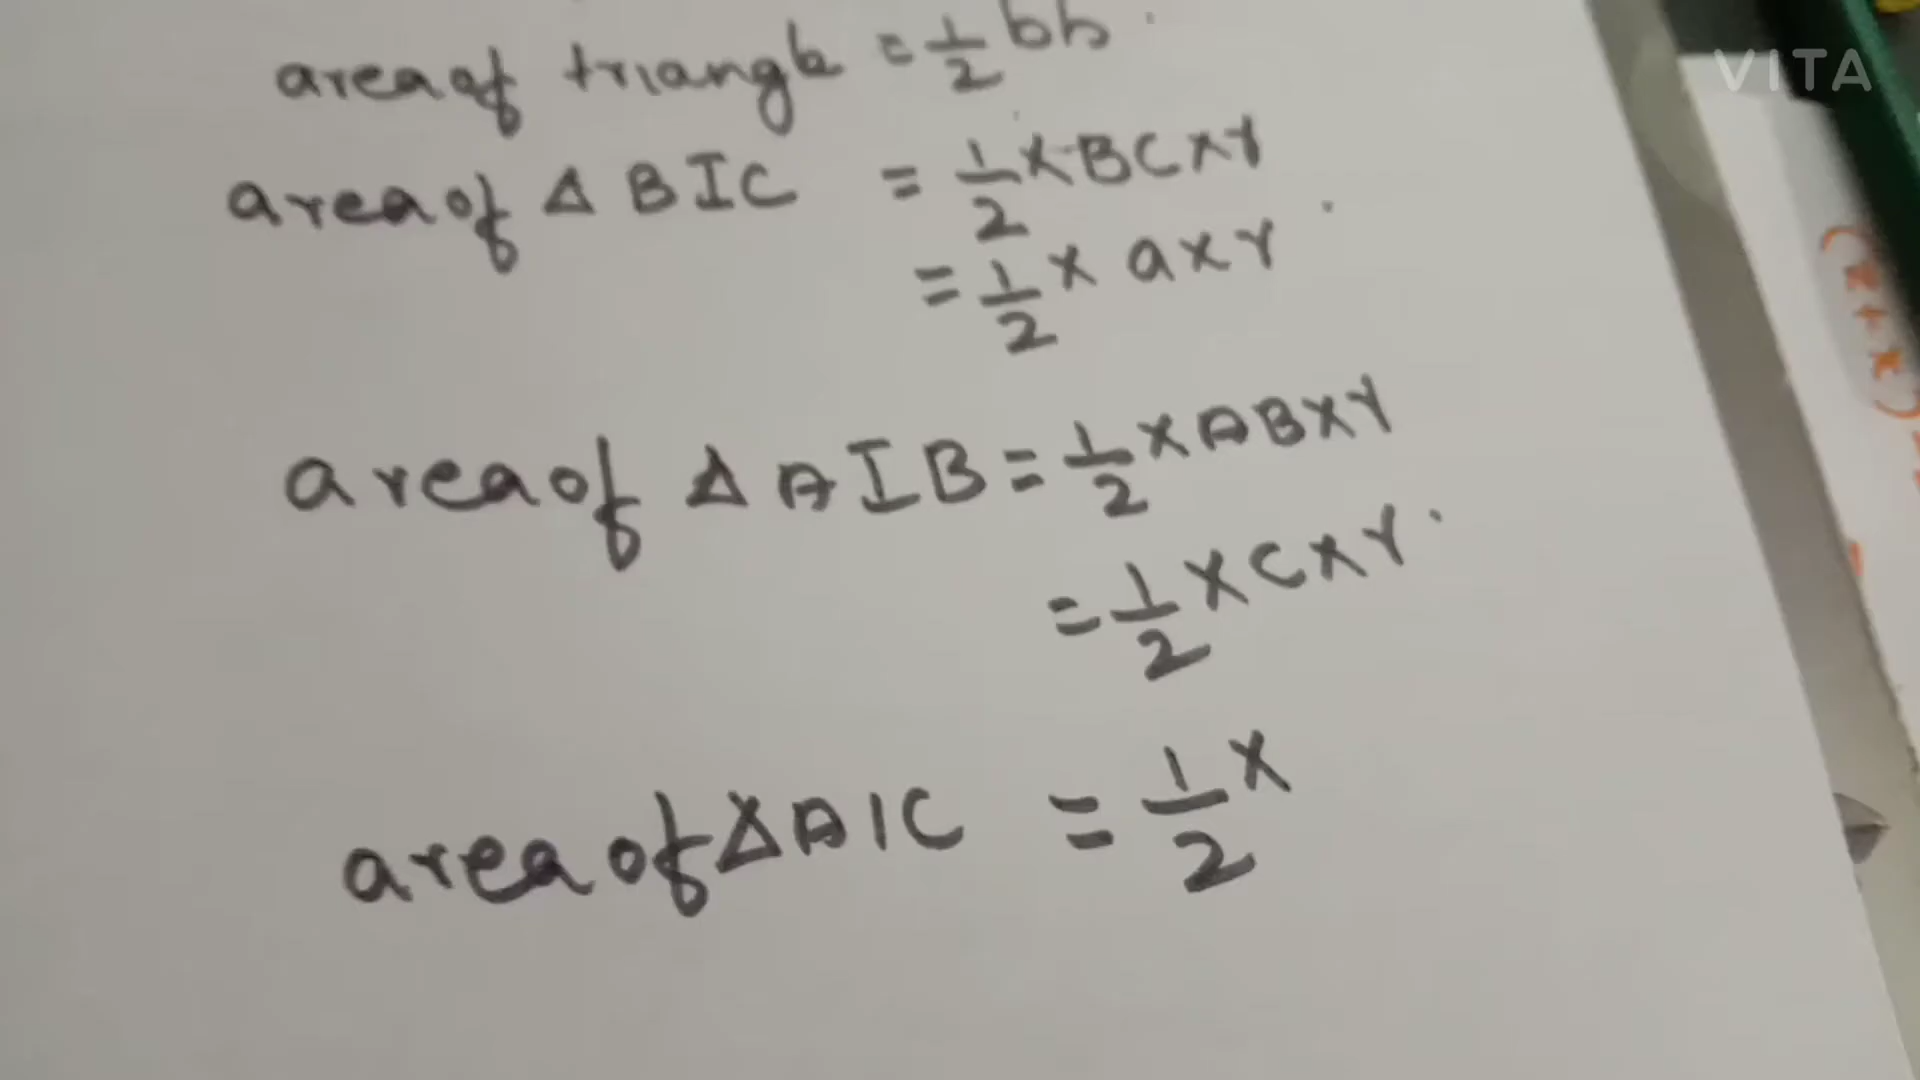 area of triangle = 1/2 bh
VITA
area of Δ BIC = 1/2 × BC × r
= 1/2 × a × r
area of Δ AIB = 1/2 × AB × r
= 1/2 × c × r
area of Δ AIC = 1/2 ×
(r+x)